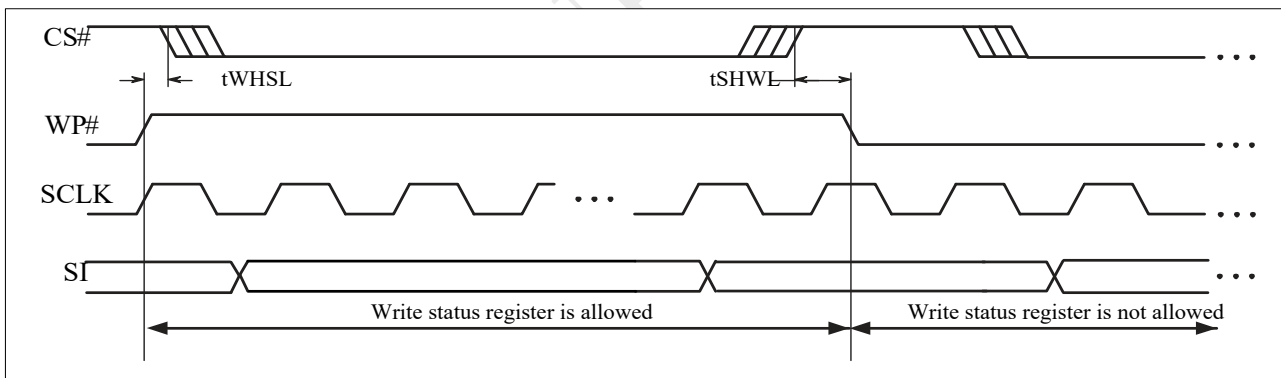 CS#
tWHSL
tSHWL
WP#
SCLK
SI
Write status register is allowed
Write status register is not allowed